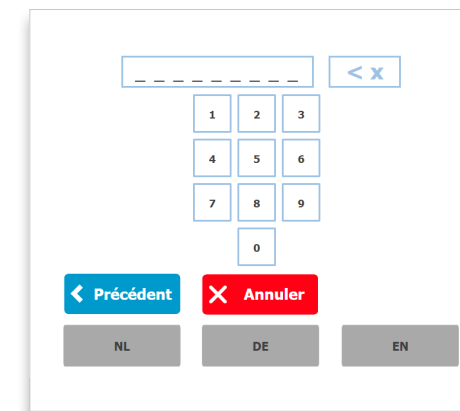 _ _ _ _ _ _ _ _ _ < x
1 2 3
4 5 6
7 8 9
0
Précédent Annuler
NL DE EN